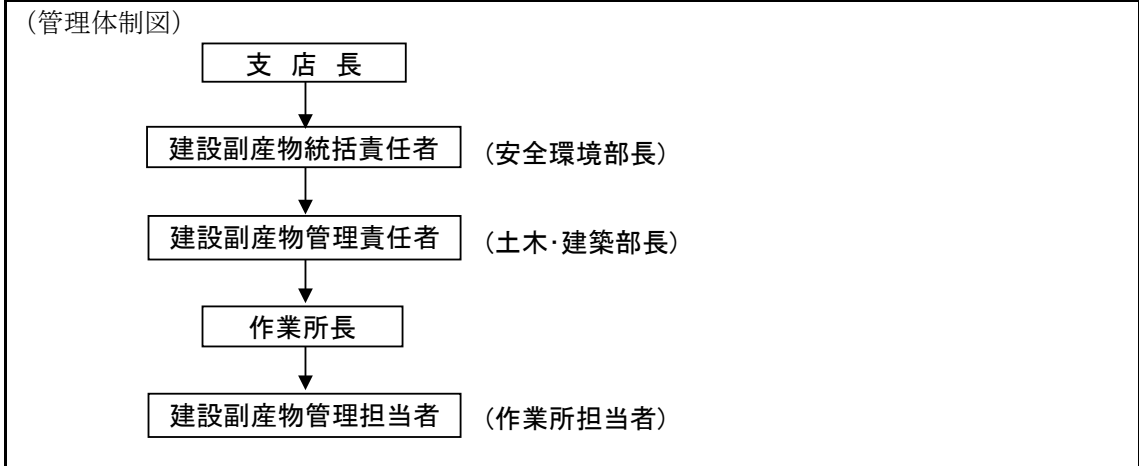 （管理体制図）
支 店 長
建設副産物統括責任者 （安全環境部長）
建設副産物管理責任者 （土木・建築部長）
作業所長
建設副産物管理担当者 （作業所担当者）